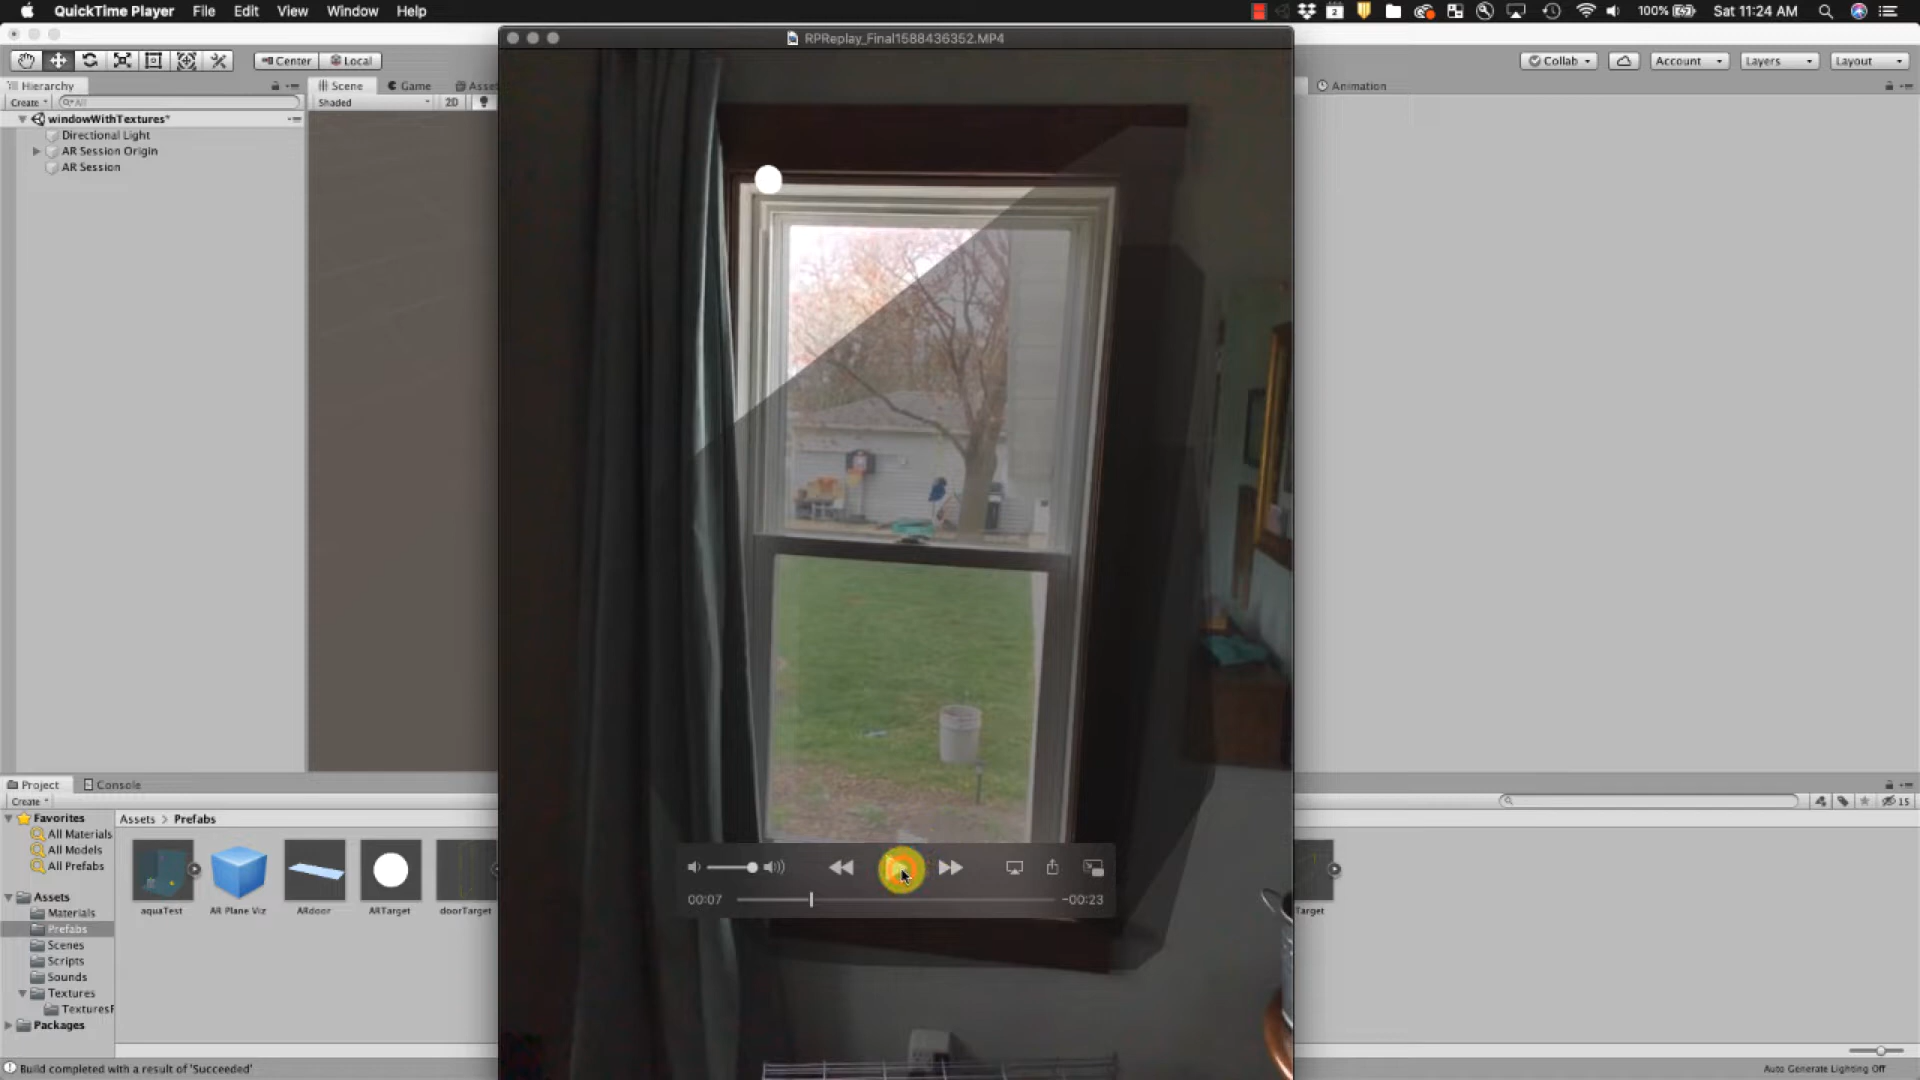 QuickTime Player File Edit View Window Help
2 100% Sat 11:24 AM
RPReplay_Final1588436352.MP4
Center Local Collab Account Layers Layout
Hierarchy Scene Game Asse Animation
Create All Shaded 2D
windowWithTextures*
Directional Light
AR Session Origin
AR Session
Project Console
Create 15
Favorites Assets > Prefabs
All Materials
All Models
All Prefabs
Assets
Materials
Prefabs
Scenes
Scripts
Sounds
Textures
Packages
aquaTest AR Plane Viz ARdoor ARTarget doorTarget Target
00:07 -00:23
Build completed with a result of 'Succeeded' Auto Generate Lighting Off